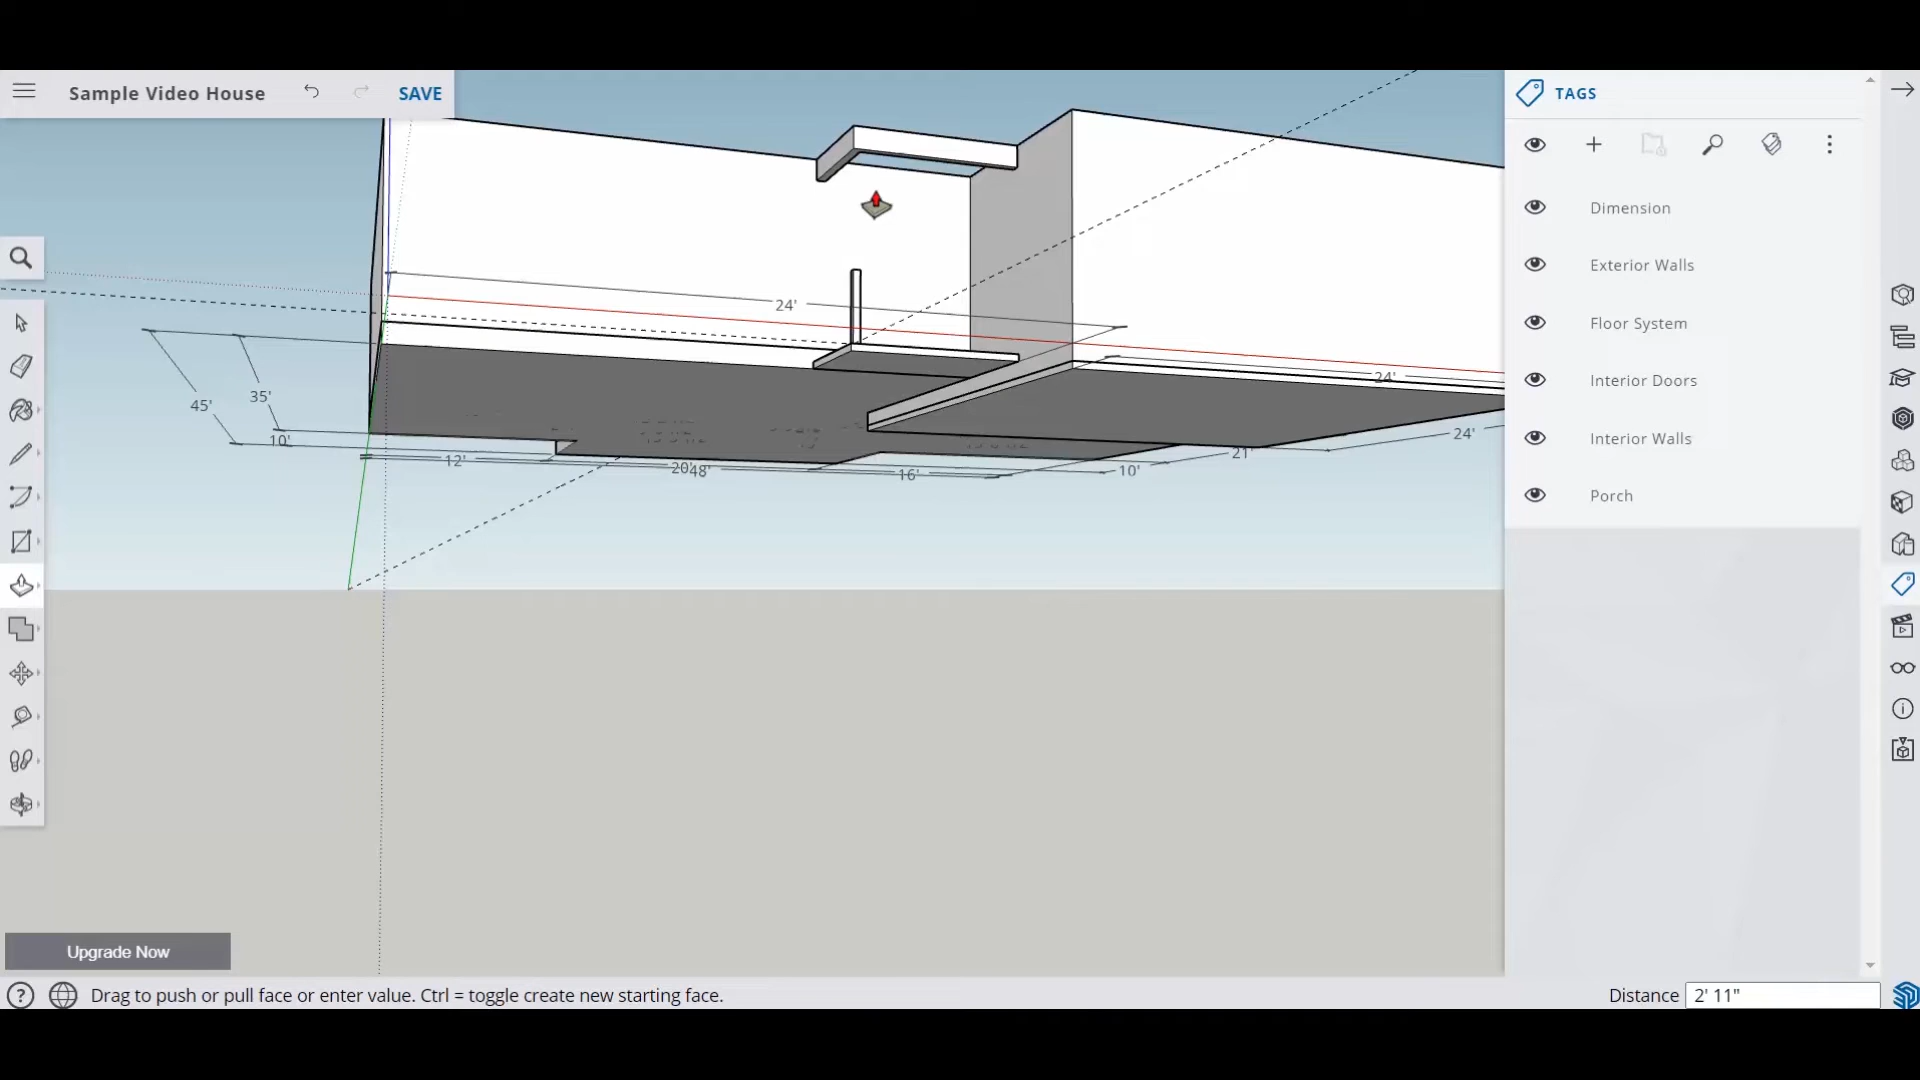 Sample Video House
SAVE
TAGS
Dimension
Exterior Walls
Floor System
Interior Doors
Interior Walls
Porch
24'
24'
45'
35'
10'
12'
48'
16'
10'
21'
24'
Upgrade Now
Drag to push or pull face or enter value. Ctrl = toggle create new starting face.
Distance
2' 11"